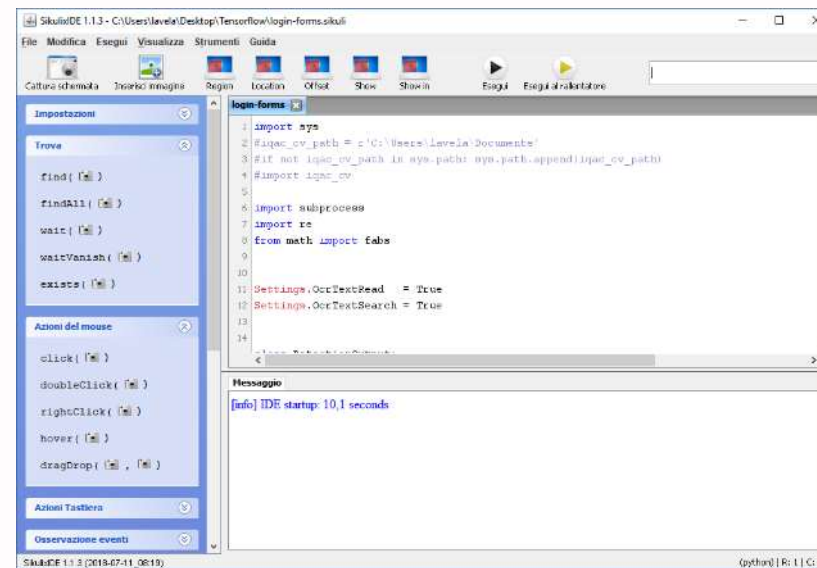 SikulixIDE 1.1.3 - C:\Users\lavela\Desktop\Tensorflow\login-forms.sikuli
File Modifica Esegui Visualizza Strumenti Guida
Cattura schermata Inserisci immagine Region Location Offset Show Show in Esegui Esegui al rallentatore
login-forms
Impostazioni
Trova
find( )
findAll( )
wait( )
waitVanish( )
exists( )
Azioni del mouse
click( )
doubleClick( )
rightClick( )
hover( )
dragDrop( , )
Azioni Tastiera
Osservazione eventi
1 import sys
2 #iqac_cv_path = r'C:\Users\lavela\Documents'
3 #if not iqac_cv_path in sys.path: sys.path.append(iqac_cv_path)
4 #import iqac_cv
5
6 import subprocess
7 import re
8 from math import fabs
9
10
11 Settings.OcrTextRead = True
12 Settings.OcrTextSearch = True
13
14
Messaggio
[info] IDE startup: 10,1 seconds
SikulixIDE 1.1.3 (2018-07-11_08:19)
(python) | R: 1 | C: